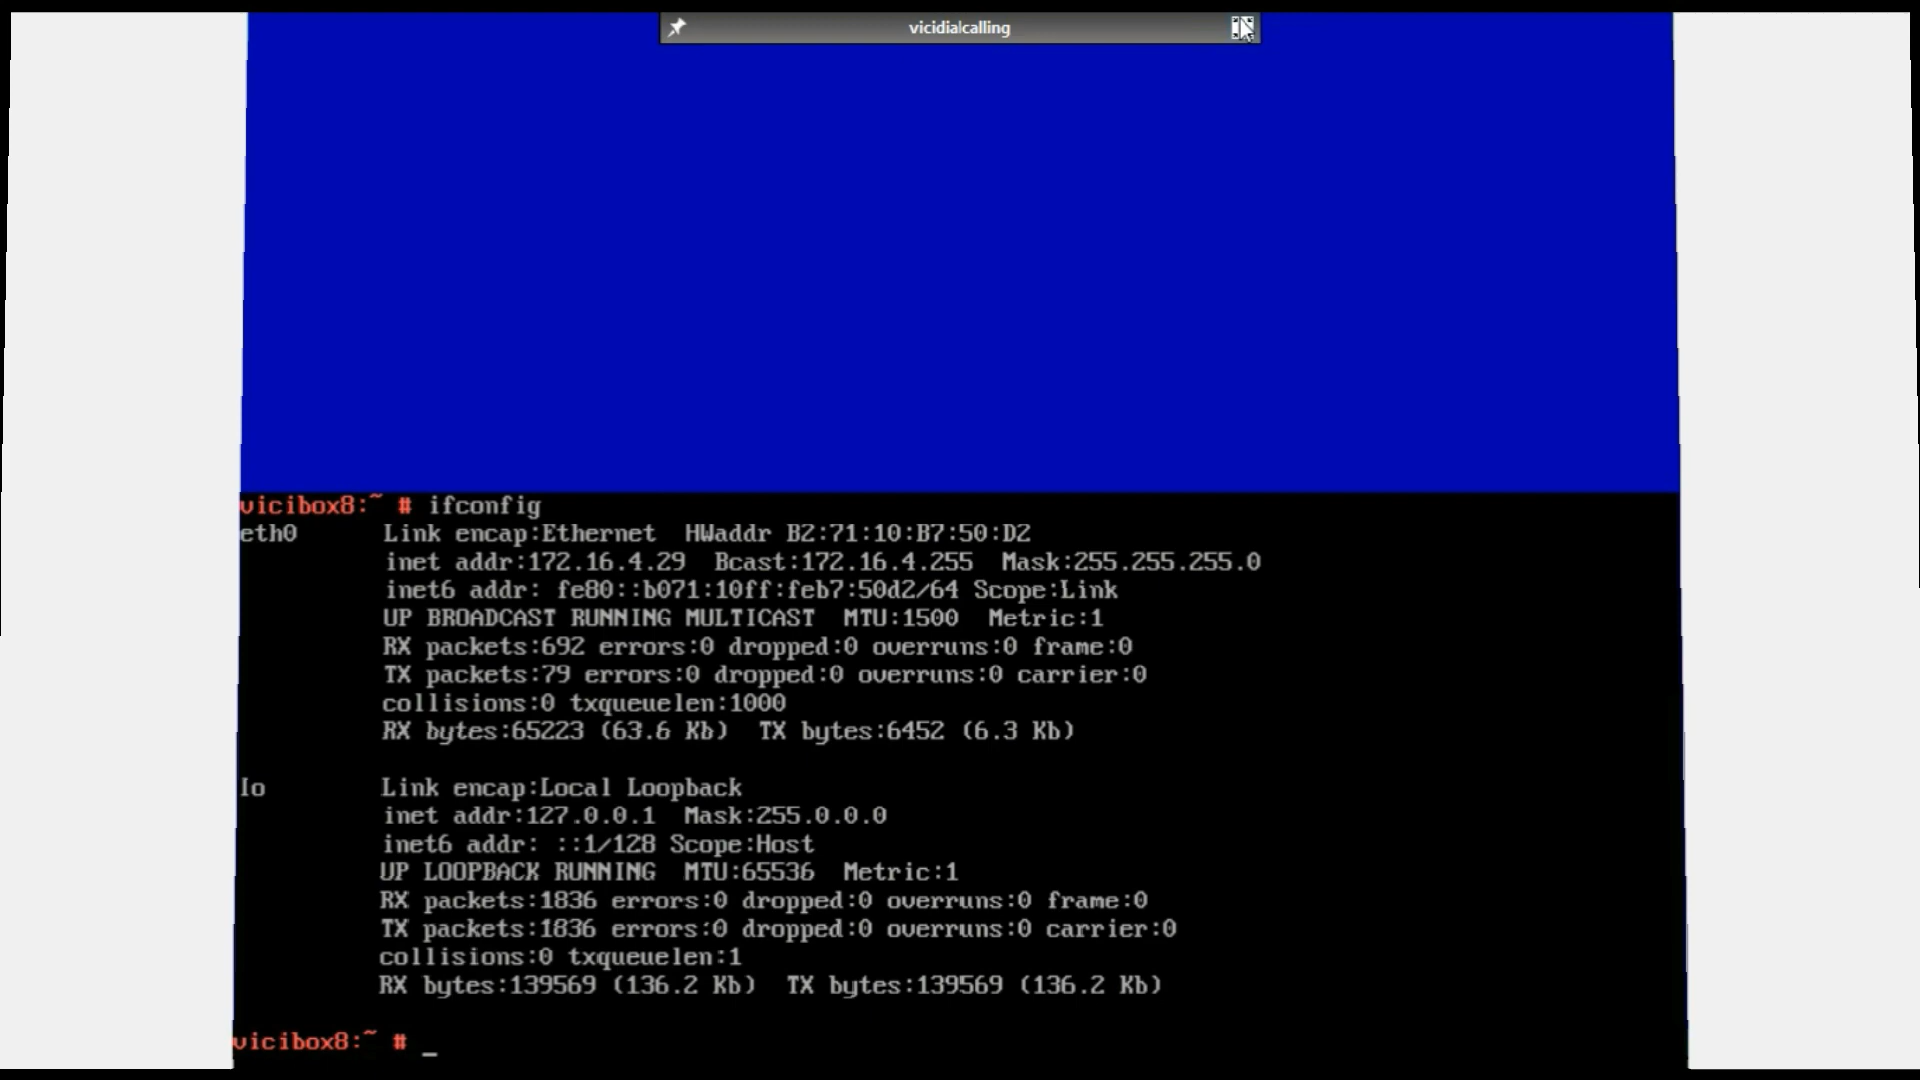 vicidialcalling
vicibox8:~ # ifconfig
eth0 Link encap:Ethernet HWaddr B2:71:10:B7:50:D2
inet addr:172.16.4.29 Bcast:172.16.4.255 Mask:255.255.255.0
inet6 addr: fe80::b071:10ff:feb7:50d2/64 Scope:Link
UP BROADCAST RUNNING MULTICAST MTU:1500 Metric:1
RX packets:692 errors:0 dropped:0 overruns:0 frame:0
TX packets:79 errors:0 dropped:0 overruns:0 carrier:0
collisions:0 txqueuelen:1000
RX bytes:65223 (63.6 Kb) TX bytes:6452 (6.3 Kb)
lo Link encap:Local Loopback
inet addr:127.0.0.1 Mask:255.0.0.0
inet6 addr: ::1/128 Scope:Host
UP LOOPBACK RUNNING MTU:65536 Metric:1
RX packets:1836 errors:0 dropped:0 overruns:0 frame:0
TX packets:1836 errors:0 dropped:0 overruns:0 carrier:0
collisions:0 txqueuelen:1
RX bytes:139569 (136.2 Kb) TX bytes:139569 (136.2 Kb)
vicibox8:~ # _